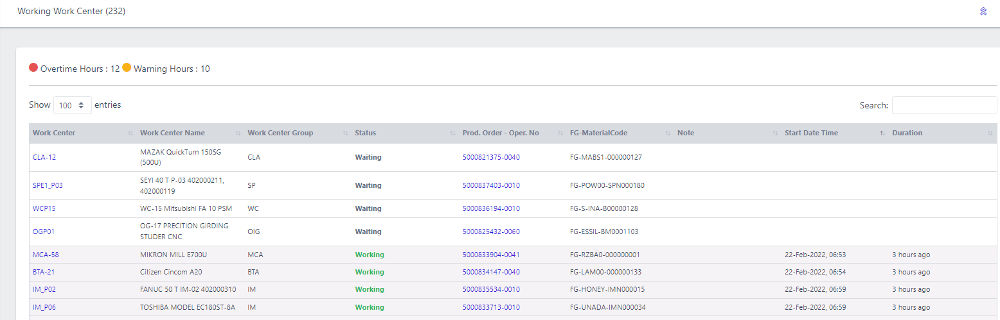 Working Work Center (232)
Overtime Hours : 12 Warning Hours : 10
Show 100 entries Search:
Work Center Work Center Name Work Center Group Status Prod. Order - Oper. No FG-MaterialCode Note Start Date Time Duration
CLA-12 MAZAK QuickTurn 150SG (500U) CLA Waiting 5000821375-0040 FG-MABS1-000000127
SPE1_P03 SEYI 40 T P-03 402000211, 402000119 SP Waiting 5000837403-0010 FG-POW00-SPN000180
WCP15 WC-15 Mitsubishi FA 10 PSM WC Waiting 5000836194-0010 FG-S-INA-B00000128
OGP01 OG-17 PRECITION GIRDING STUDER CNC OIG Waiting 5000825432-0060 FG-ESSIL-BM0001103
MCA-58 MIKRON MILL E700U MCA Working 5000833904-0041 FG-RZBA0-000000001 22-Feb-2022, 06:53 3 hours ago
BTA-21 Citizen Cincom A20 BTA Working 5000834147-0040 FG-LAM00-000000133 22-Feb-2022, 06:54 3 hours ago
IM_P02 FANUC 50 T IM-02 402000310 IM Working 5000835534-0010 FG-HONEY-IMN000015 22-Feb-2022, 06:59 3 hours ago
IM_P06 TOSHIBA MODEL EC180ST-8A IM Working 5000833713-0010 FG-UNADA-IMN000034 22-Feb-2022, 06:59 3 hours ago